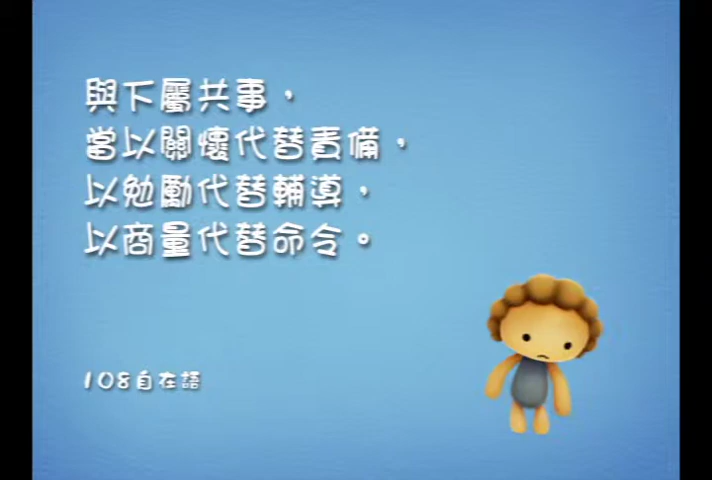 與下屬共事，
當以關懷代替責備，
以勉勵代替輔導，
以商量代替命令。
108自在語